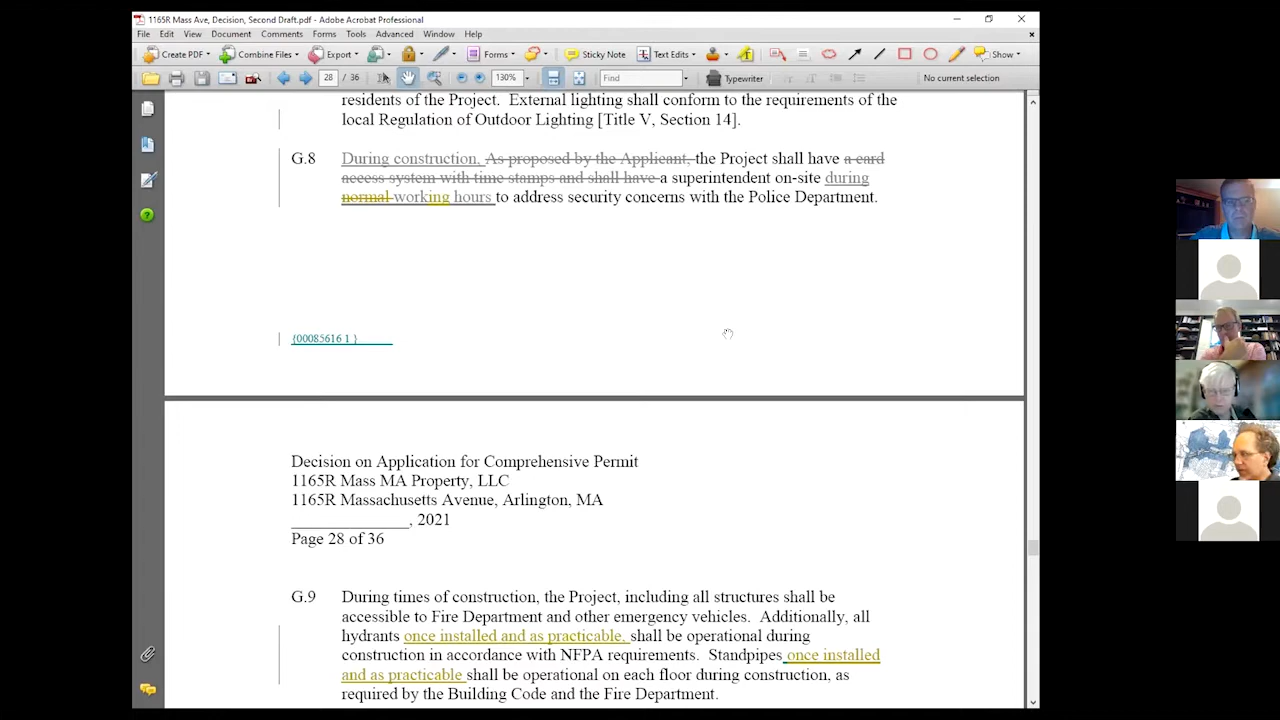 1165R Mass Ave, Decision, Second Draft.pdf - Adobe Acrobat Professional
File Edit View Document Comments Forms Tools Advanced Window Help
Create PDF Combine Files Export Forms Sticky Note Text Edits Show
28 / 36 130% Find Typewriter No current selection
residents of the Project. External lighting shall conform to the requirements of the
local Regulation of Outdoor Lighting [Title V, Section 14].
G.8 During construction, As proposed by the Applicant, the Project shall have a card
access system with time stamps and shall have a superintendent on-site during
normal working hours to address security concerns with the Police Department.
{00085616 1 }
Decision on Application for Comprehensive Permit
1165R Mass MA Property, LLC
1165R Massachusetts Avenue, Arlington, MA
______________, 2021
Page 28 of 36
G.9 During times of construction, the Project, including all structures shall be
accessible to Fire Department and other emergency vehicles. Additionally, all
hydrants once installed and as practicable, shall be operational during
construction in accordance with NFPA requirements. Standpipes once installed
and as practicable shall be operational on each floor during construction, as
required by the Building Code and the Fire Department.